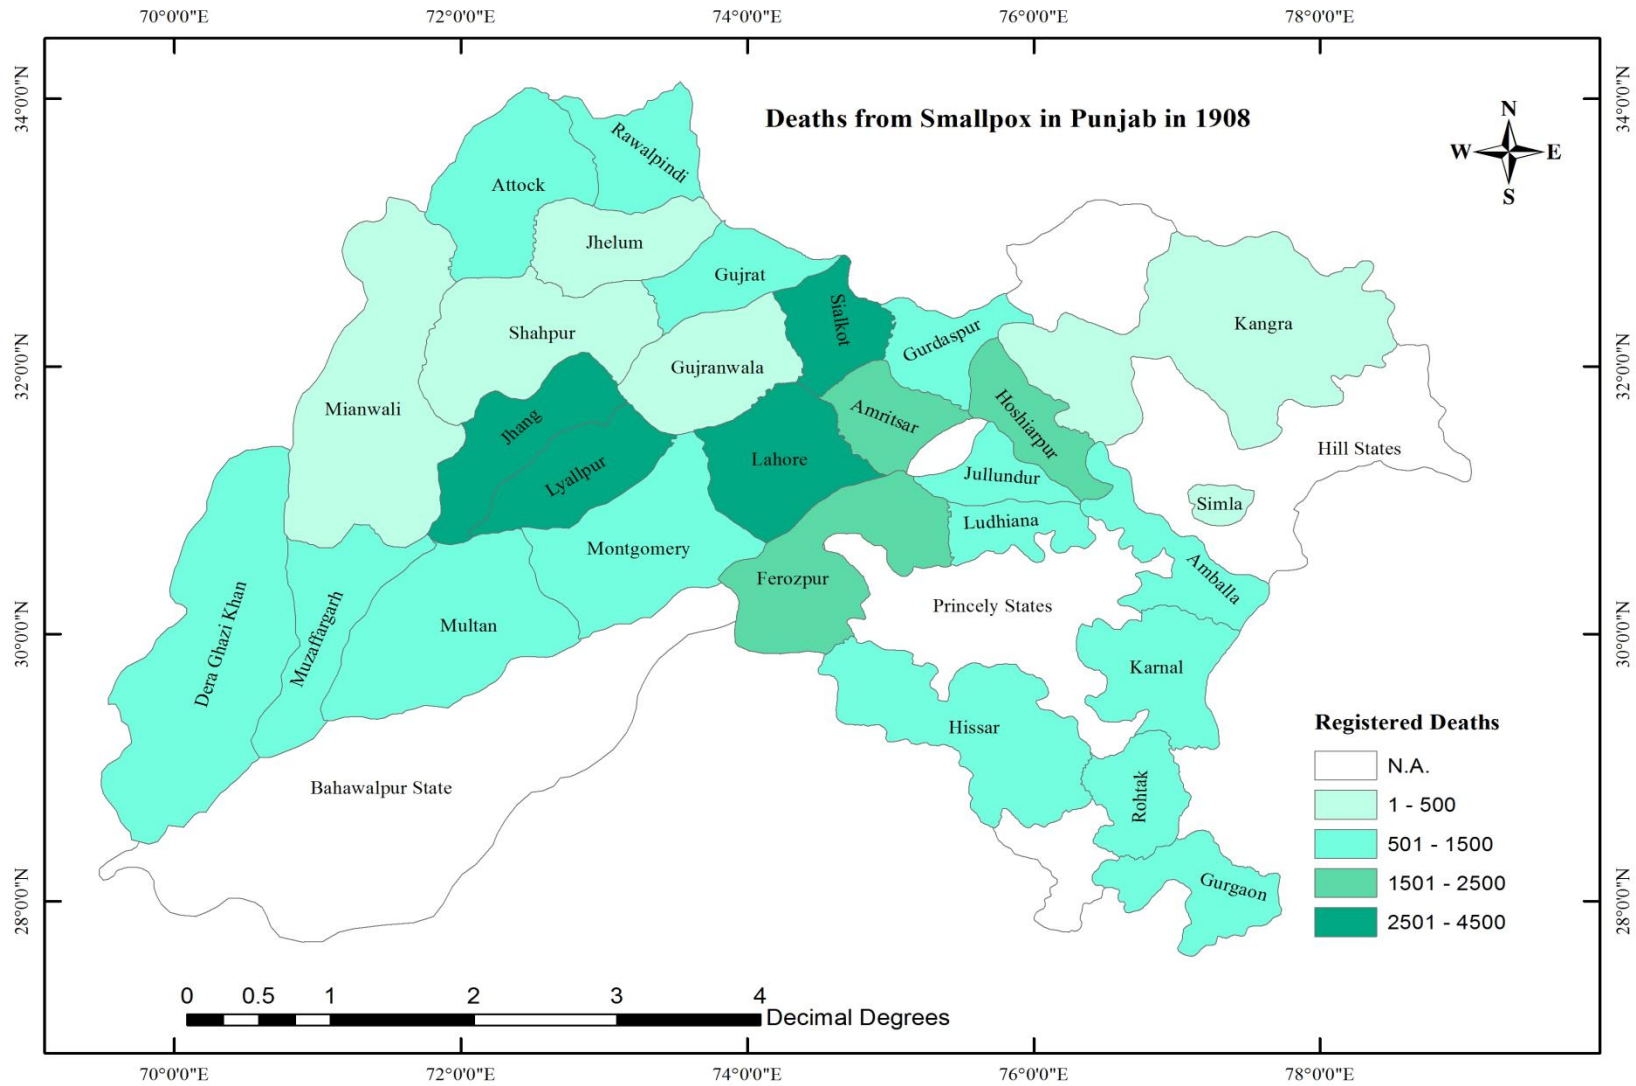 70°0'0"E 72°0'0"E 74°0'0"E 76°0'0"E 78°0'0"E
34°0'0"N
34°0'0"N
Deaths from Smallpox in Punjab in 1908
N
W E
S
Rawalpindi
Attock
Jhelum
Gujrat
Sialkot
Shahpur
Gurdaspur
Kangra
32°0'0"N
32°0'0"N
Gujranwala
Mianwali
Amritsar
Hoshiarpur
Jhang
Lahore
Hill States
Lyallpur
Jullundur
Simla
Ludhiana
Montgomery
Ferozpur
Amballa
Princely States
Dera Ghazi Khan
Muzaffargarh
Multan
30°0'0"N
30°0'0"N
Karnal
Hissar
Bahawalpur State
Rohtak
Gurgaon
Registered Deaths
N.A.
1 - 500
501 - 1500
1501 - 2500
2501 - 4500
28°0'0"N
28°0'0"N
0 0.5 1 2 3 4
Decimal Degrees
70°0'0"E 72°0'0"E 74°0'0"E 76°0'0"E 78°0'0"E